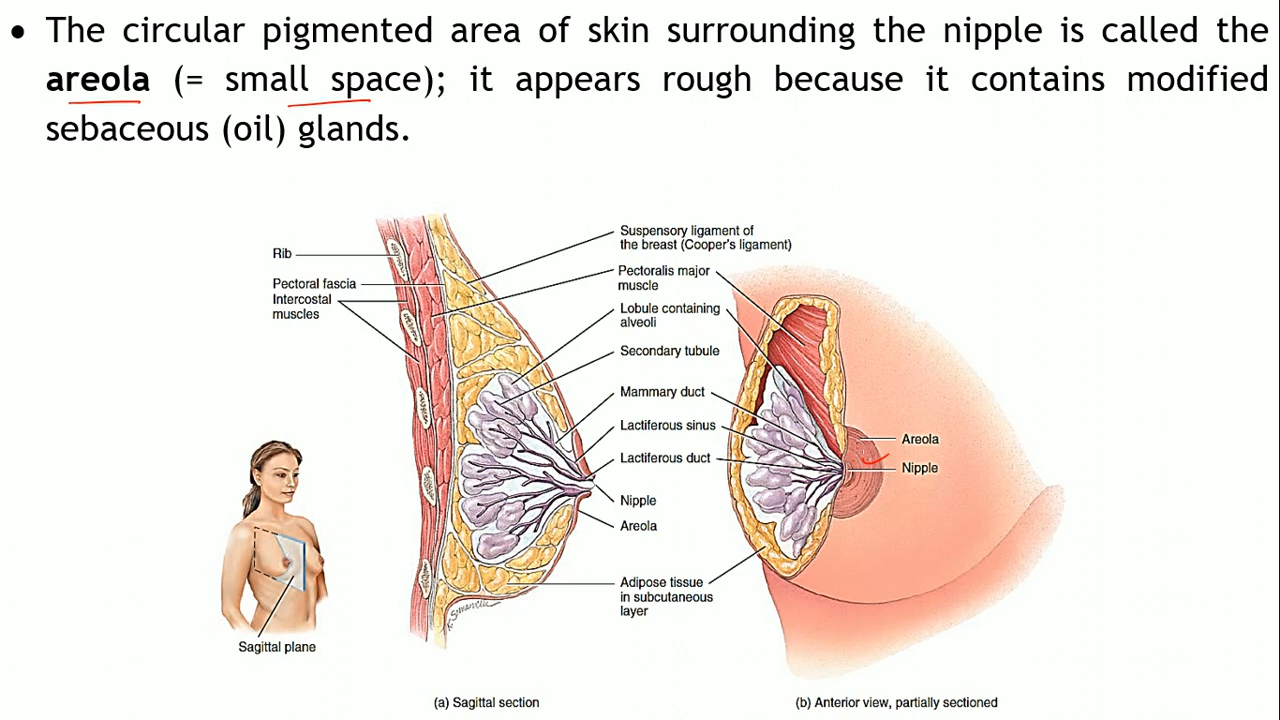 • The circular pigmented area of skin surrounding the nipple is called the
areola (= small space); it appears rough because it contains modified
sebaceous (oil) glands.
Rib
Pectoral fascia
Intercostal
muscles
Suspensory ligament of
the breast (Cooper's ligament)
Pectoralis major
muscle
Lobule containing
alveoli
Secondary tubule
Mammary duct
Lactiferous sinus
Lactiferous duct
Nipple
Areola
Adipose tissue
in subcutaneous
layer
Areola
Nipple
Sagittal plane
(a) Sagittal section
(b) Anterior view, partially sectioned